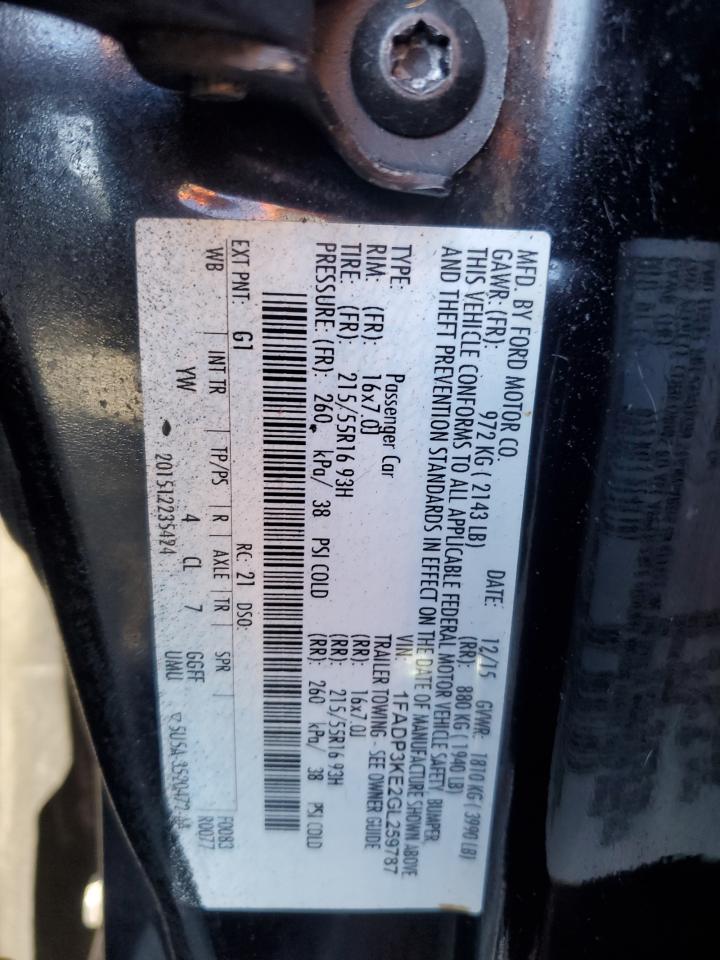 MFD. BY FORD MOTOR CO.
DATE: 12/15 GVWR: 1810 KG ( 3990 LB)
GAWR: (FR): 972 KG ( 2143 LB) (RR): 880 KG ( 1940 LB)
THIS VEHICLE CONFORMS TO ALL APPLICABLE FEDERAL MOTOR VEHICLE SAFETY BUMPER,
AND THEFT PREVENTION STANDARDS IN EFFECT ON THE DATE OF MANUFACTURE SHOWN ABOVE
VIN: 1FADP3KE2GL259787
TYPE: Passenger Car TRAILER TOWING - SEE OWNER GUIDE
RIM: (FR): 16x7.0J (RR): 16x7.0J
TIRE: (FR): 215/55R16 93H (RR): 215/55R16 93H
PRESSURE: (FR): 260 kPa/ 38 PSI COLD (RR): 260 kPa/ 38 PSI COLD
EXT PNT: G1 RC: 21 DSO: F0083
WB INT TR TP/PS R AXLE TR SPR R0077
YW 4 CL 7 GGFF
UMU
201512235424